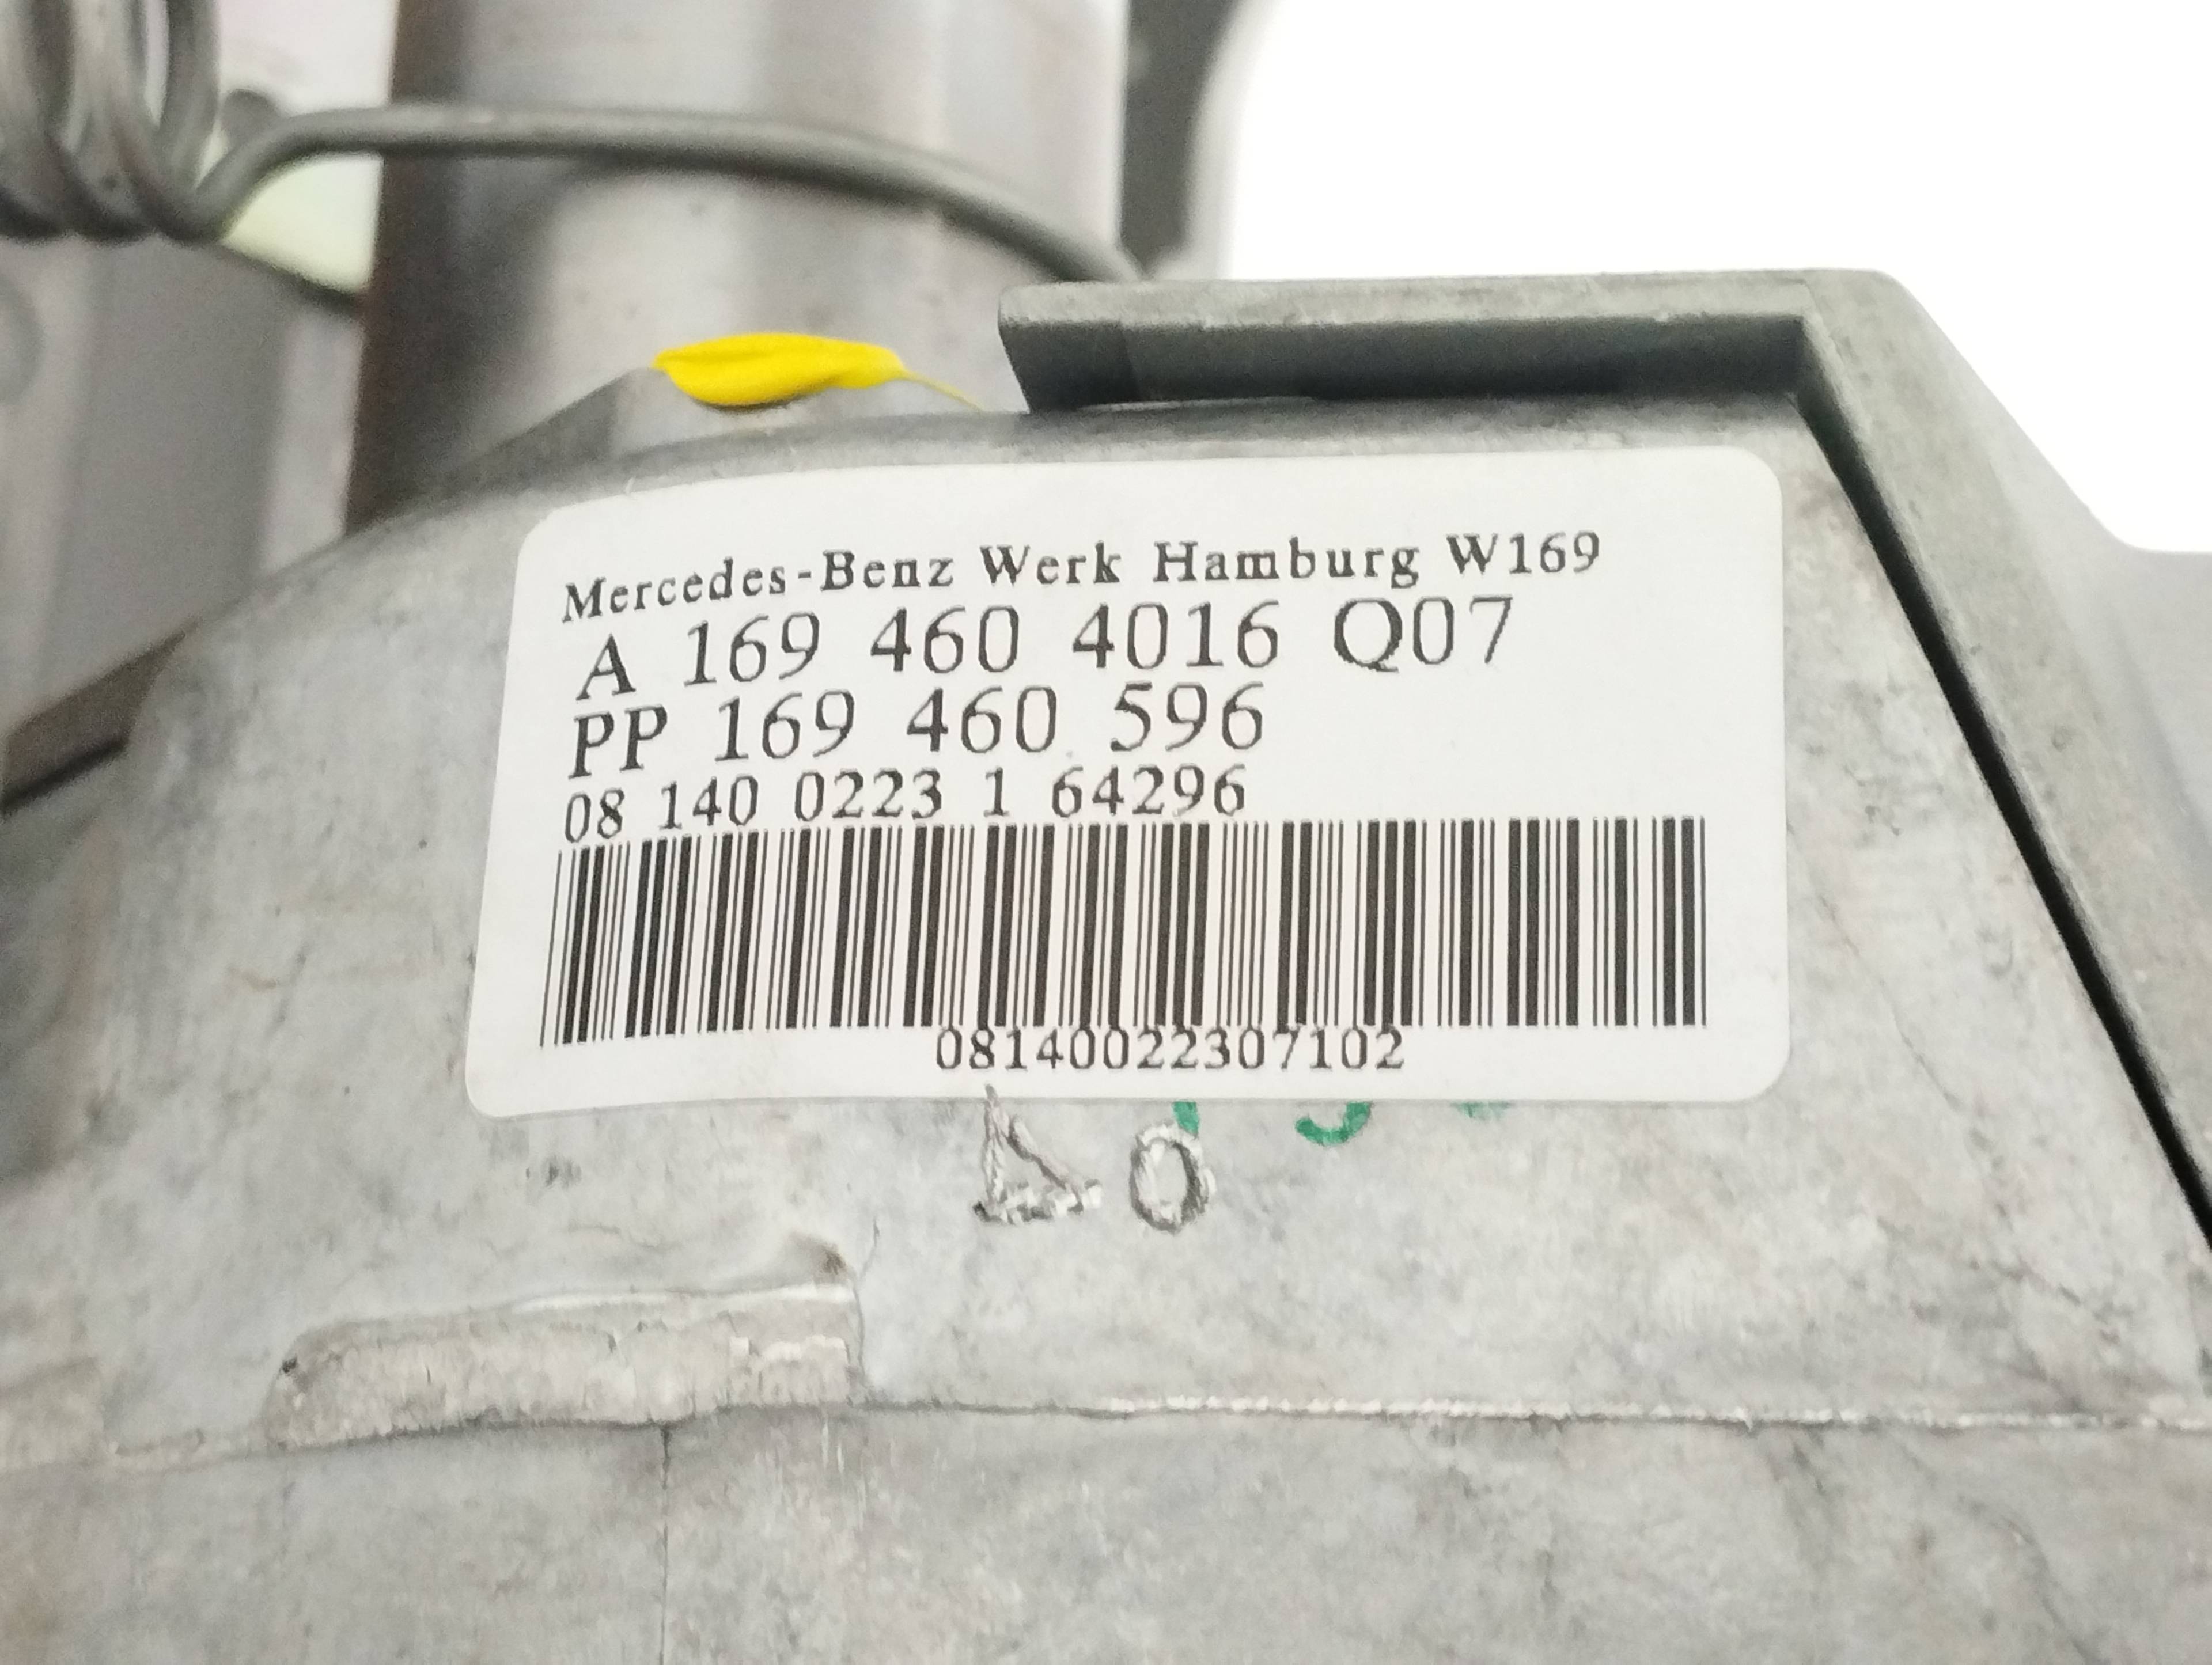 Mercedes-Benz Werk Hamburg W169
A 169 460 4016 Q07
PP 169 460 596
08 140 0223 1 64296
08140022307102